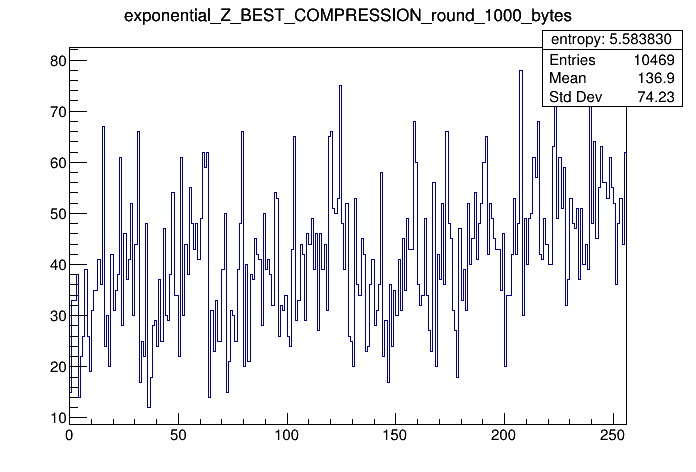 exponential_Z_BEST_COMPRESSION_round_1000_bytes
entropy: 5.583830
Entries 10469
Mean 136.9
Std Dev 74.23
80
70
60
50
40
30
20
10
0 50 100 150 200 250